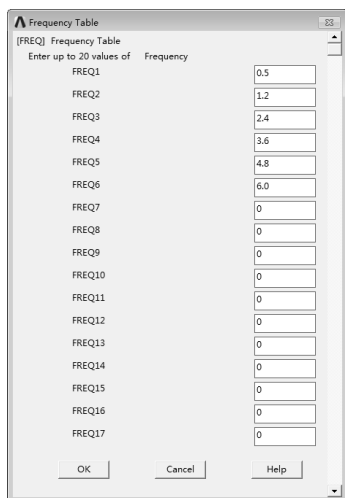 Frequency Table
[FREQ] Frequency Table
Enter up to 20 values of Frequency
FREQ1 0.5
FREQ2 1.2
FREQ3 2.4
FREQ4 3.6
FREQ5 4.8
FREQ6 6.0
FREQ7 0
FREQ8 0
FREQ9 0
FREQ10 0
FREQ11 0
FREQ12 0
FREQ13 0
FREQ14 0
FREQ15 0
FREQ16 0
FREQ17 0
OK Cancel Help